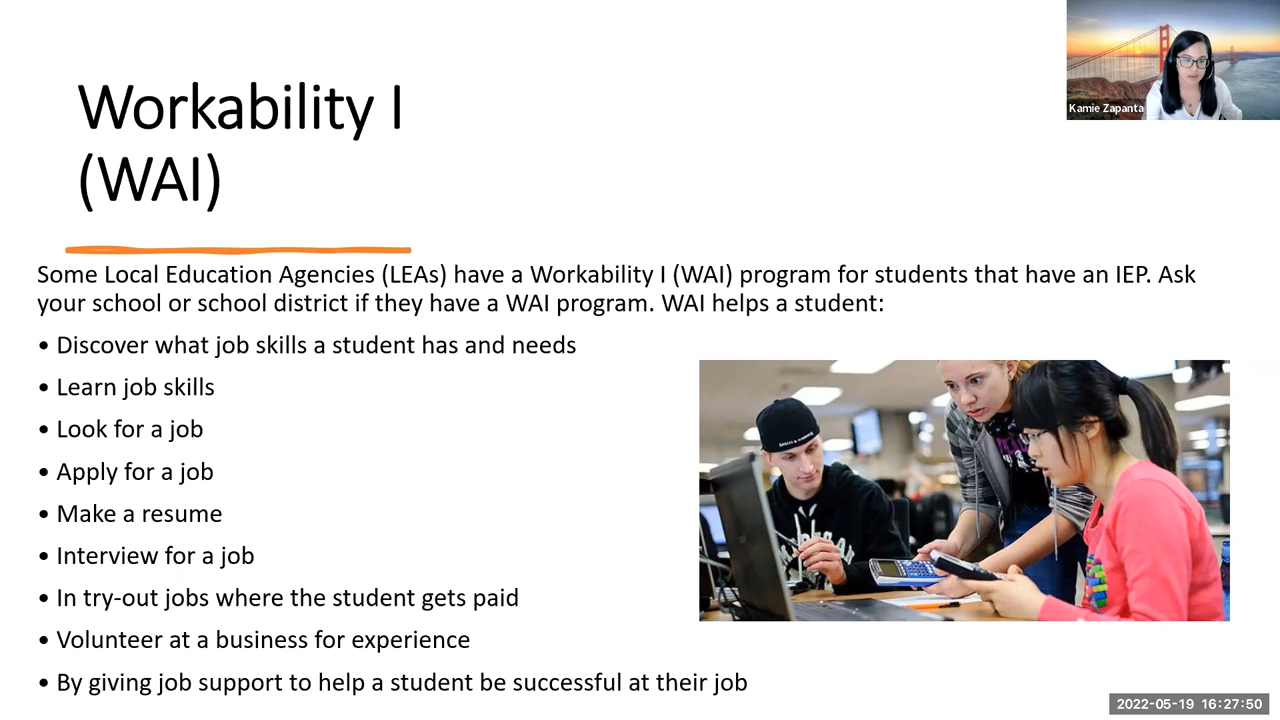 Workability I
(WAI)
Kamie Zapanta
Some Local Education Agencies (LEAs) have a Workability I (WAI) program for students that have an IEP. Ask
your school or school district if they have a WAI program. WAI helps a student:
• Discover what job skills a student has and needs
• Learn job skills
• Look for a job
• Apply for a job
• Make a resume
• Interview for a job
• In try-out jobs where the student gets paid
• Volunteer at a business for experience
• By giving job support to help a student be successful at their job
2022-05-19 16:27:50